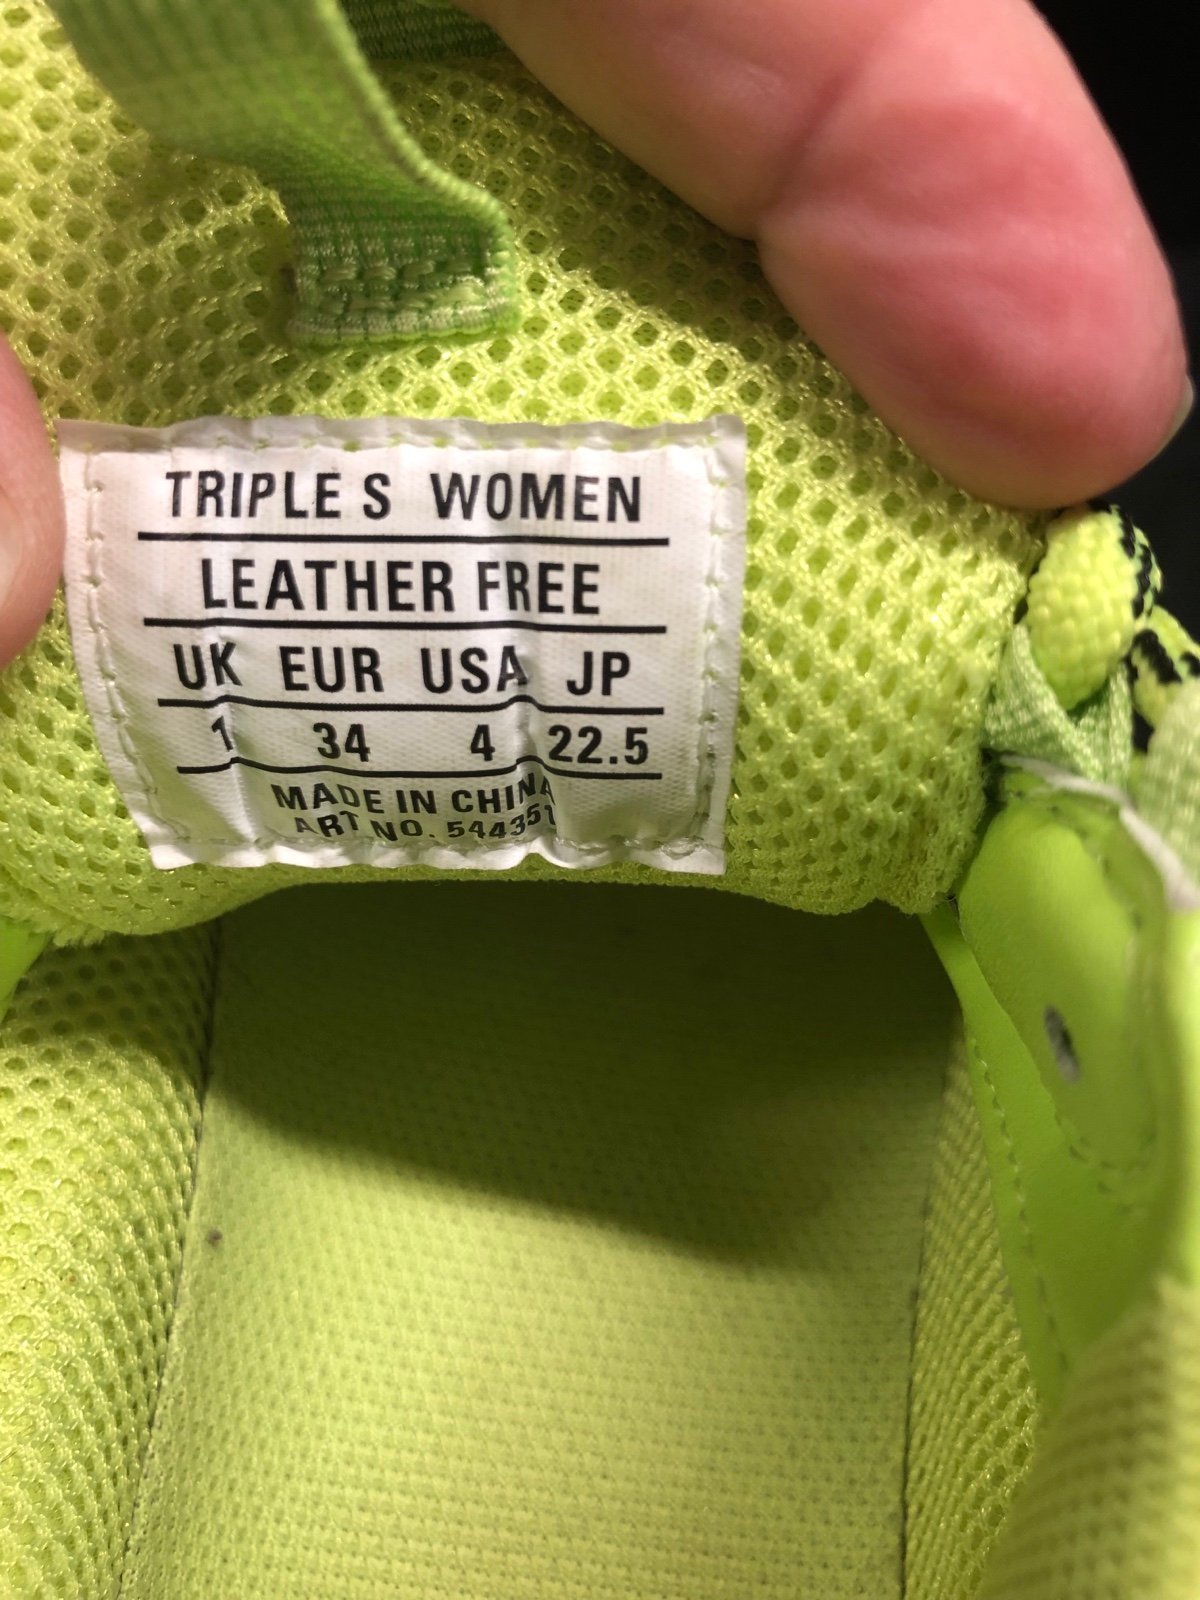 TRIPLE S WOMEN
LEATHER FREE
UK EUR USA JP
1 34 4 22.5
MADE IN CHINA
ART NO. 544351